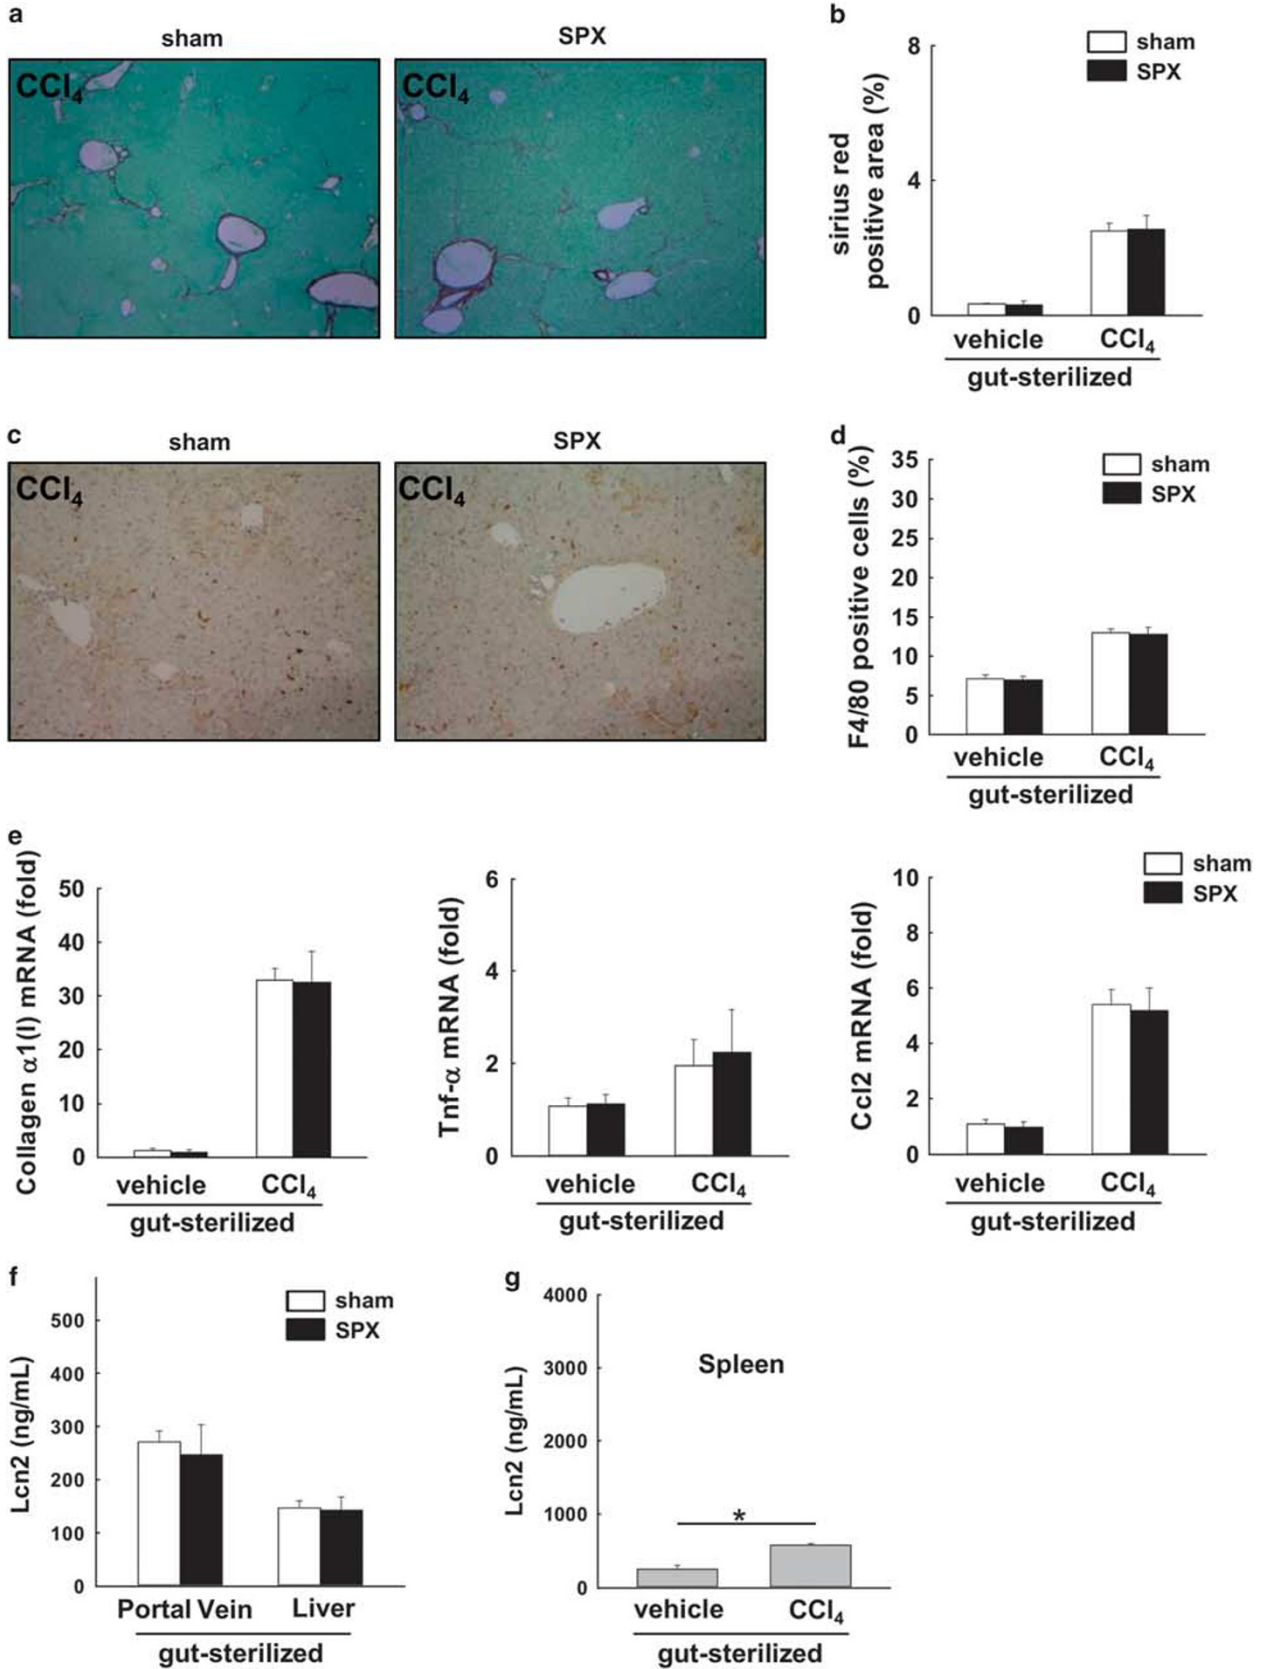 a
sham
SPX
CCl4
CCl4
b
sham
SPX
sirius red
positive area (%)
8
4
0
vehicle
CCl4
gut-sterilized
c
sham
SPX
CCl4
CCl4
d
sham
SPX
F4/80 positive cells (%)
35
30
25
20
15
10
5
0
vehicle
CCl4
gut-sterilized
e
Collagen α1(I) mRNA (fold)
50
40
30
20
10
0
vehicle
CCl4
gut-sterilized
Tnf-α mRNA (fold)
6
4
2
0
vehicle
CCl4
gut-sterilized
sham
SPX
Ccl2 mRNA (fold)
10
8
6
4
2
0
vehicle
CCl4
gut-sterilized
f
sham
SPX
Lcn2 (ng/mL)
500
400
300
200
100
0
Portal Vein
Liver
gut-sterilized
g
Spleen
Lcn2 (ng/mL)
4000
3000
2000
1000
0
*
vehicle
CCl4
gut-sterilized